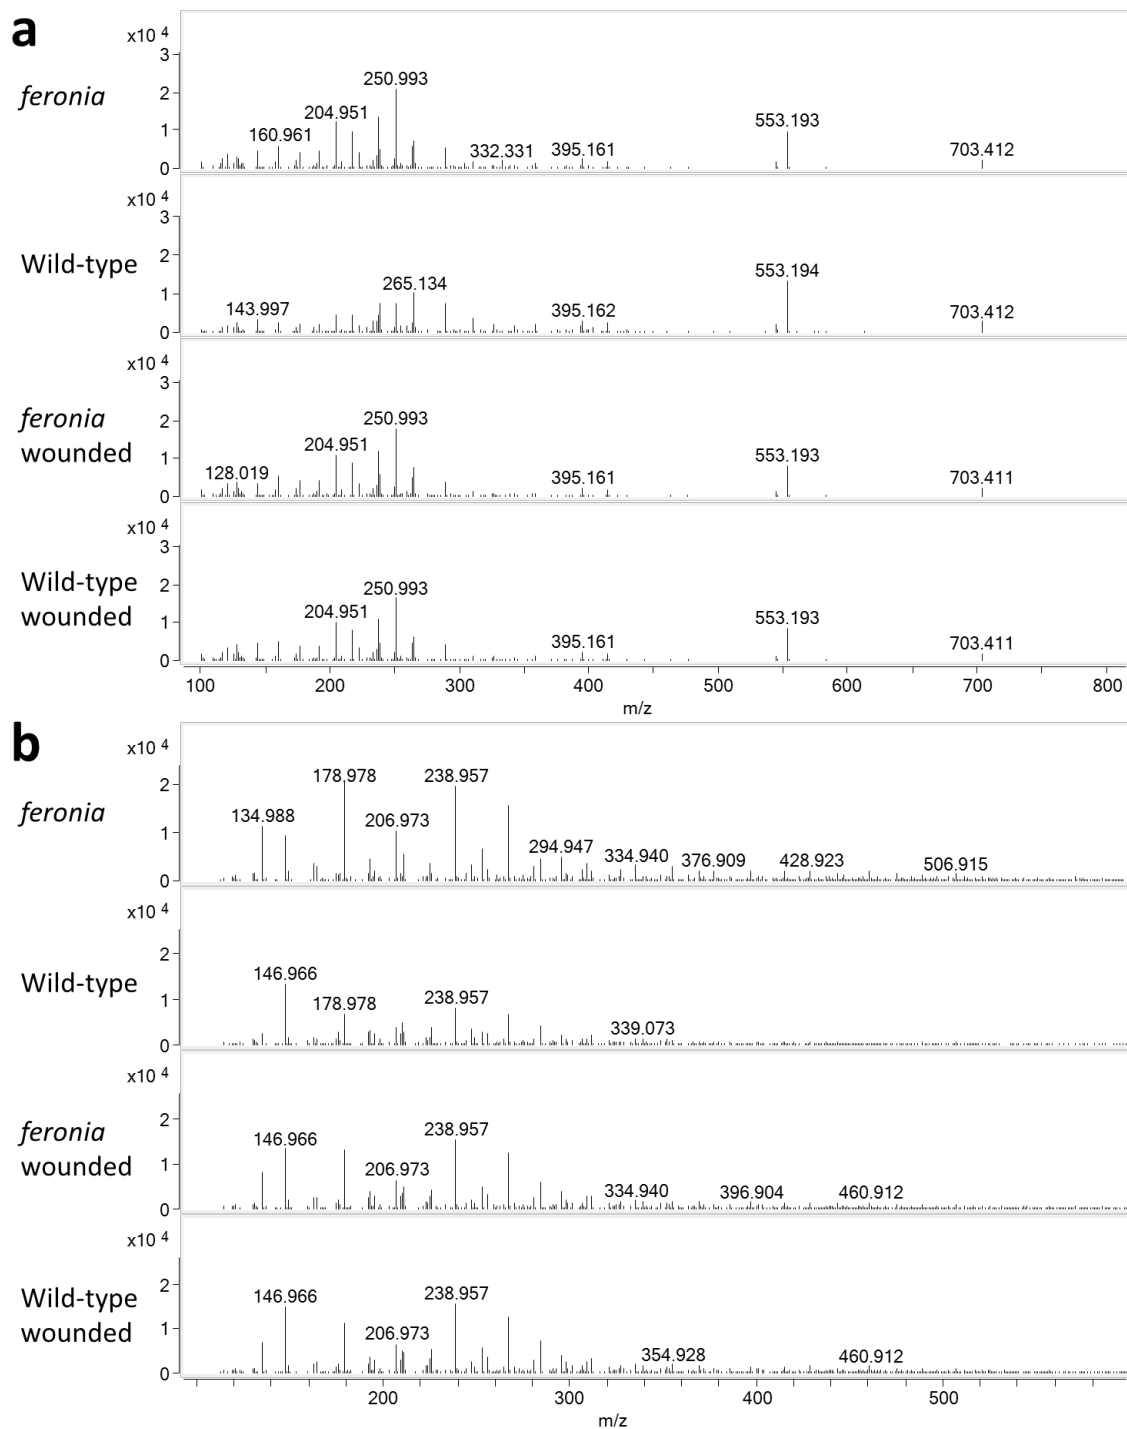 a
x10 4
feronia
3
2
1
0
160.961
204.951
250.993
332.331
395.161
553.193
703.412
x10 4
Wild-type
3
2
1
0
143.997
265.134
395.162
553.194
703.412
x10 4
feronia
wounded
3
2
1
0
128.019
204.951
250.993
395.161
553.193
703.411
x10 4
Wild-type
wounded
3
2
1
0
204.951
250.993
395.161
553.193
703.411
100 200 300 400 500 600 700 800
m/z
b
x10 4
feronia
2
1
0
134.988
178.978
206.973
238.957
294.947
334.940
376.909
428.923
506.915
x10 4
Wild-type
2
1
0
146.966
178.978
238.957
339.073
x10 4
feronia
wounded
2
1
0
146.966
206.973
238.957
334.940
396.904
460.912
x10 4
Wild-type
wounded
2
1
0
146.966
206.973
238.957
354.928
460.912
200 300 400 500
m/z